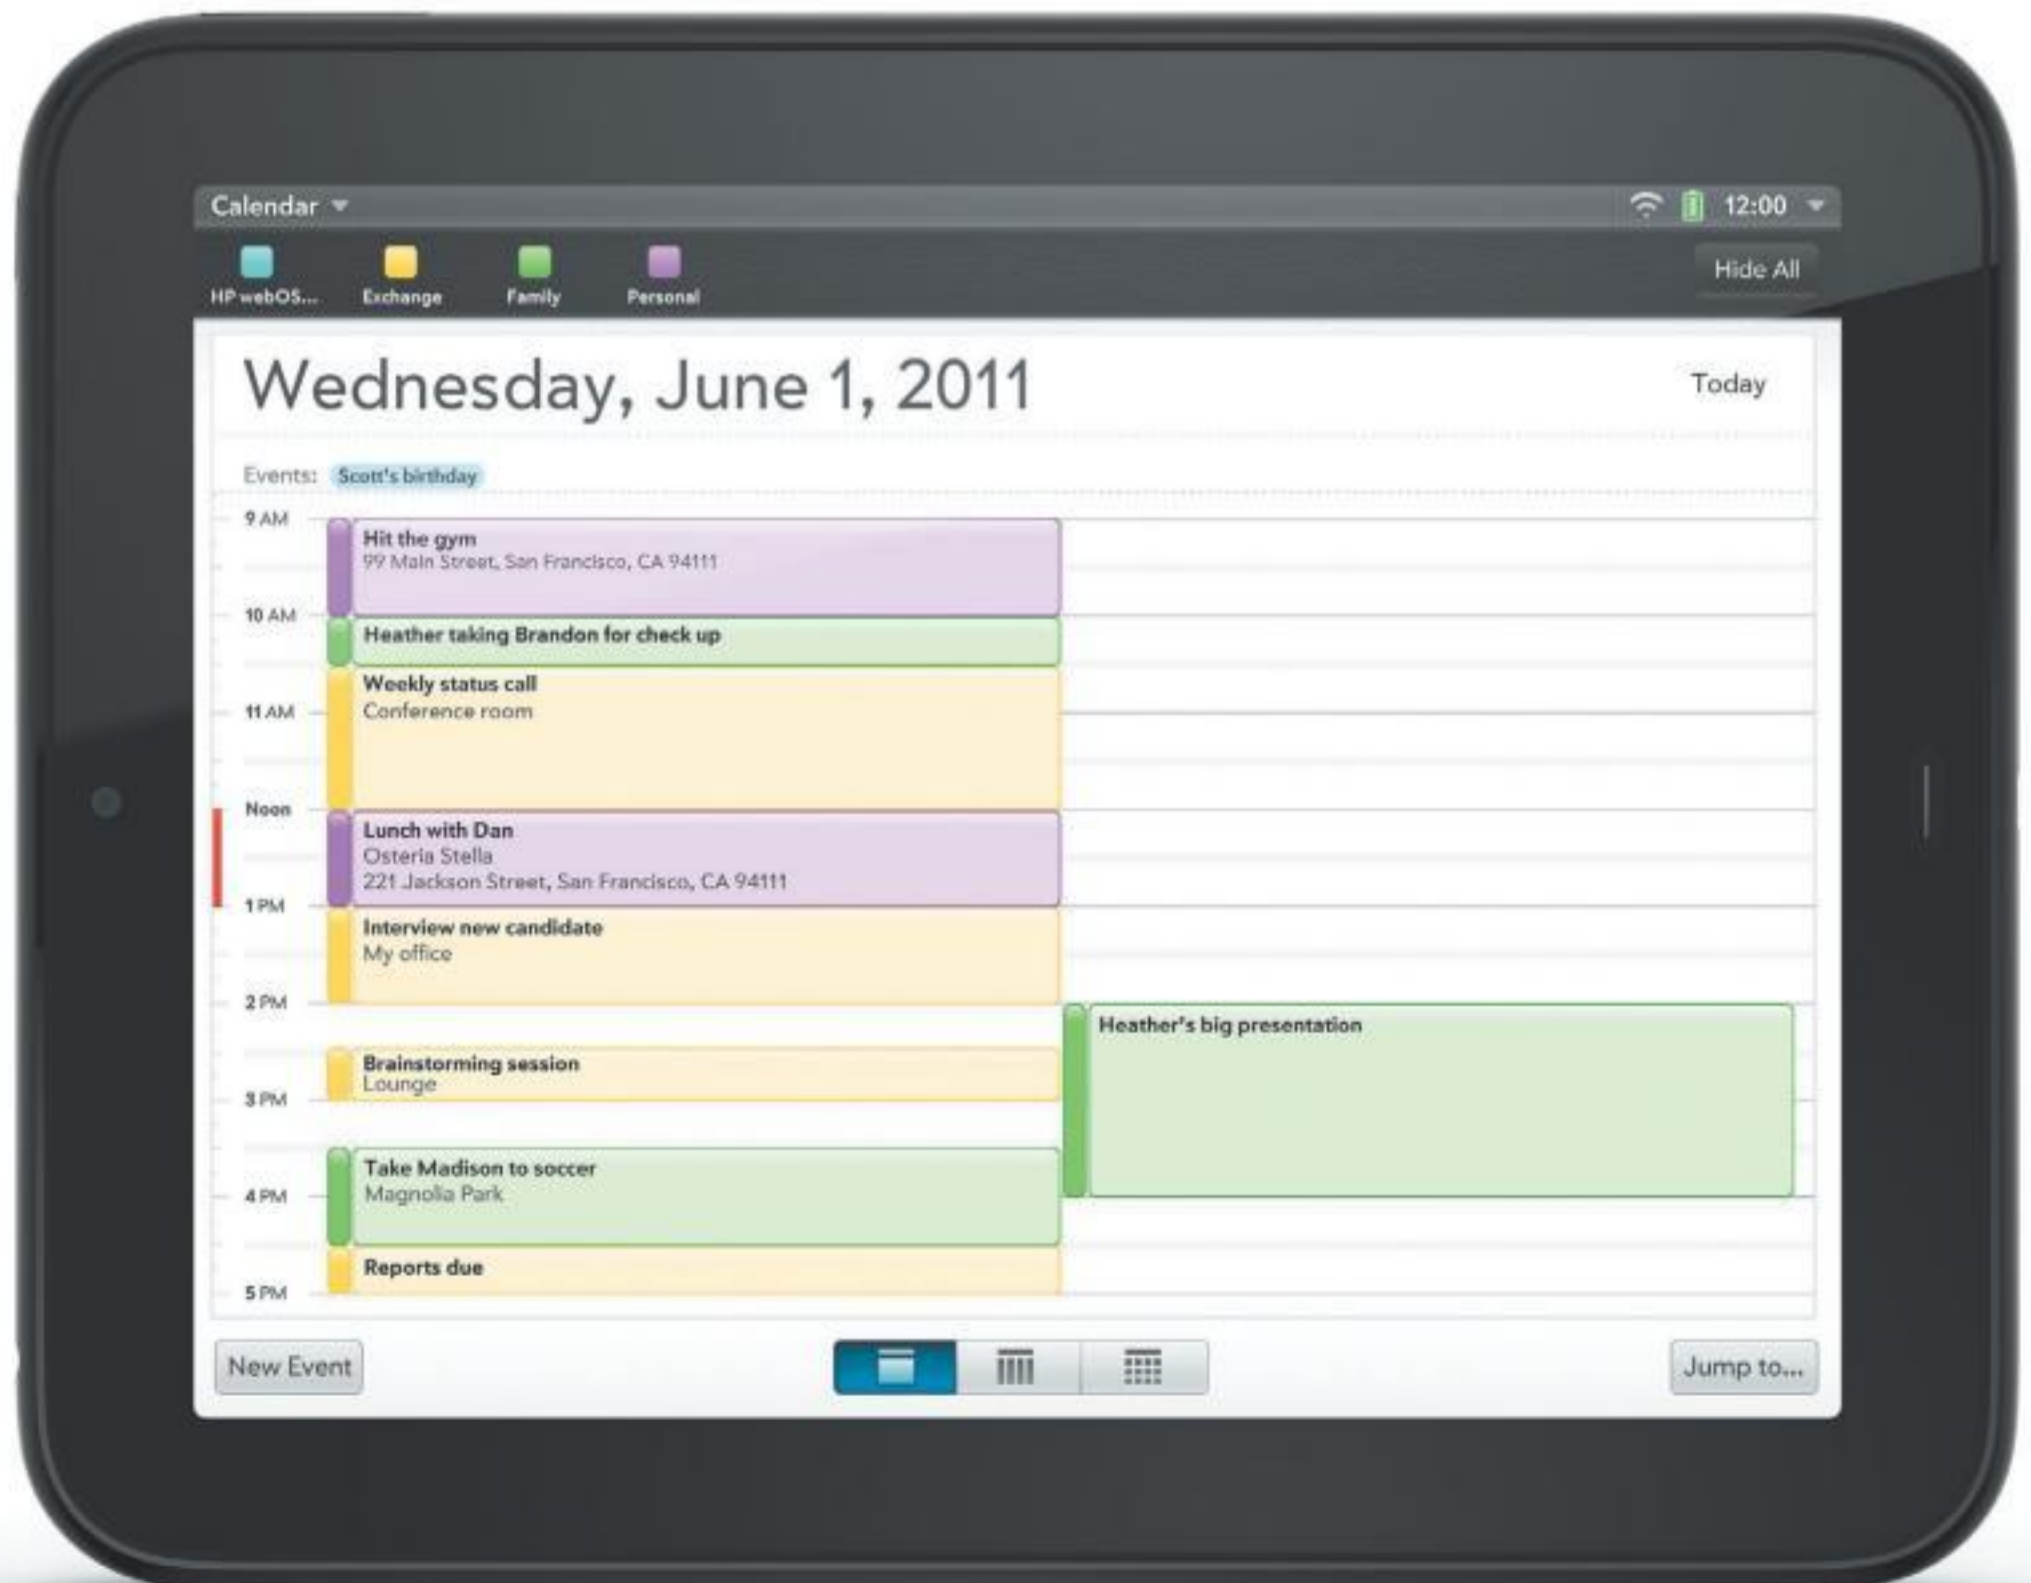 Calendar
12:00
HP webOS...
Exchange
Family
Personal
Hide All
Wednesday, June 1, 2011
Today
Events: Scott's birthday
9 AM
Hit the gym
99 Main Street, San Francisco, CA 94111
10 AM
Heather taking Brandon for check up
Weekly status call
11 AM
Conference room
Noon
Lunch with Dan
Osteria Stella
221 Jackson Street, San Francisco, CA 94111
1 PM
Interview new candidate
My office
2 PM
Heather's big presentation
Brainstorming session
Lounge
3 PM
Take Madison to soccer
Magnolia Park
4 PM
Reports due
5 PM
New Event
Jump to...